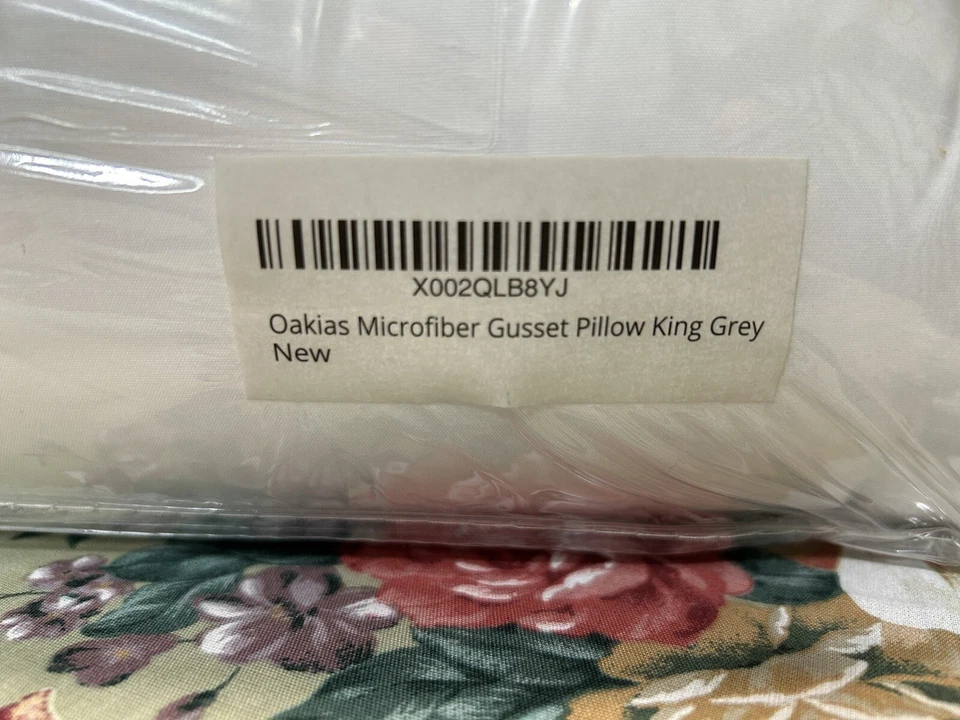 X002QLB8YJ
Oakias Microfiber Gusset Pillow King Grey
New